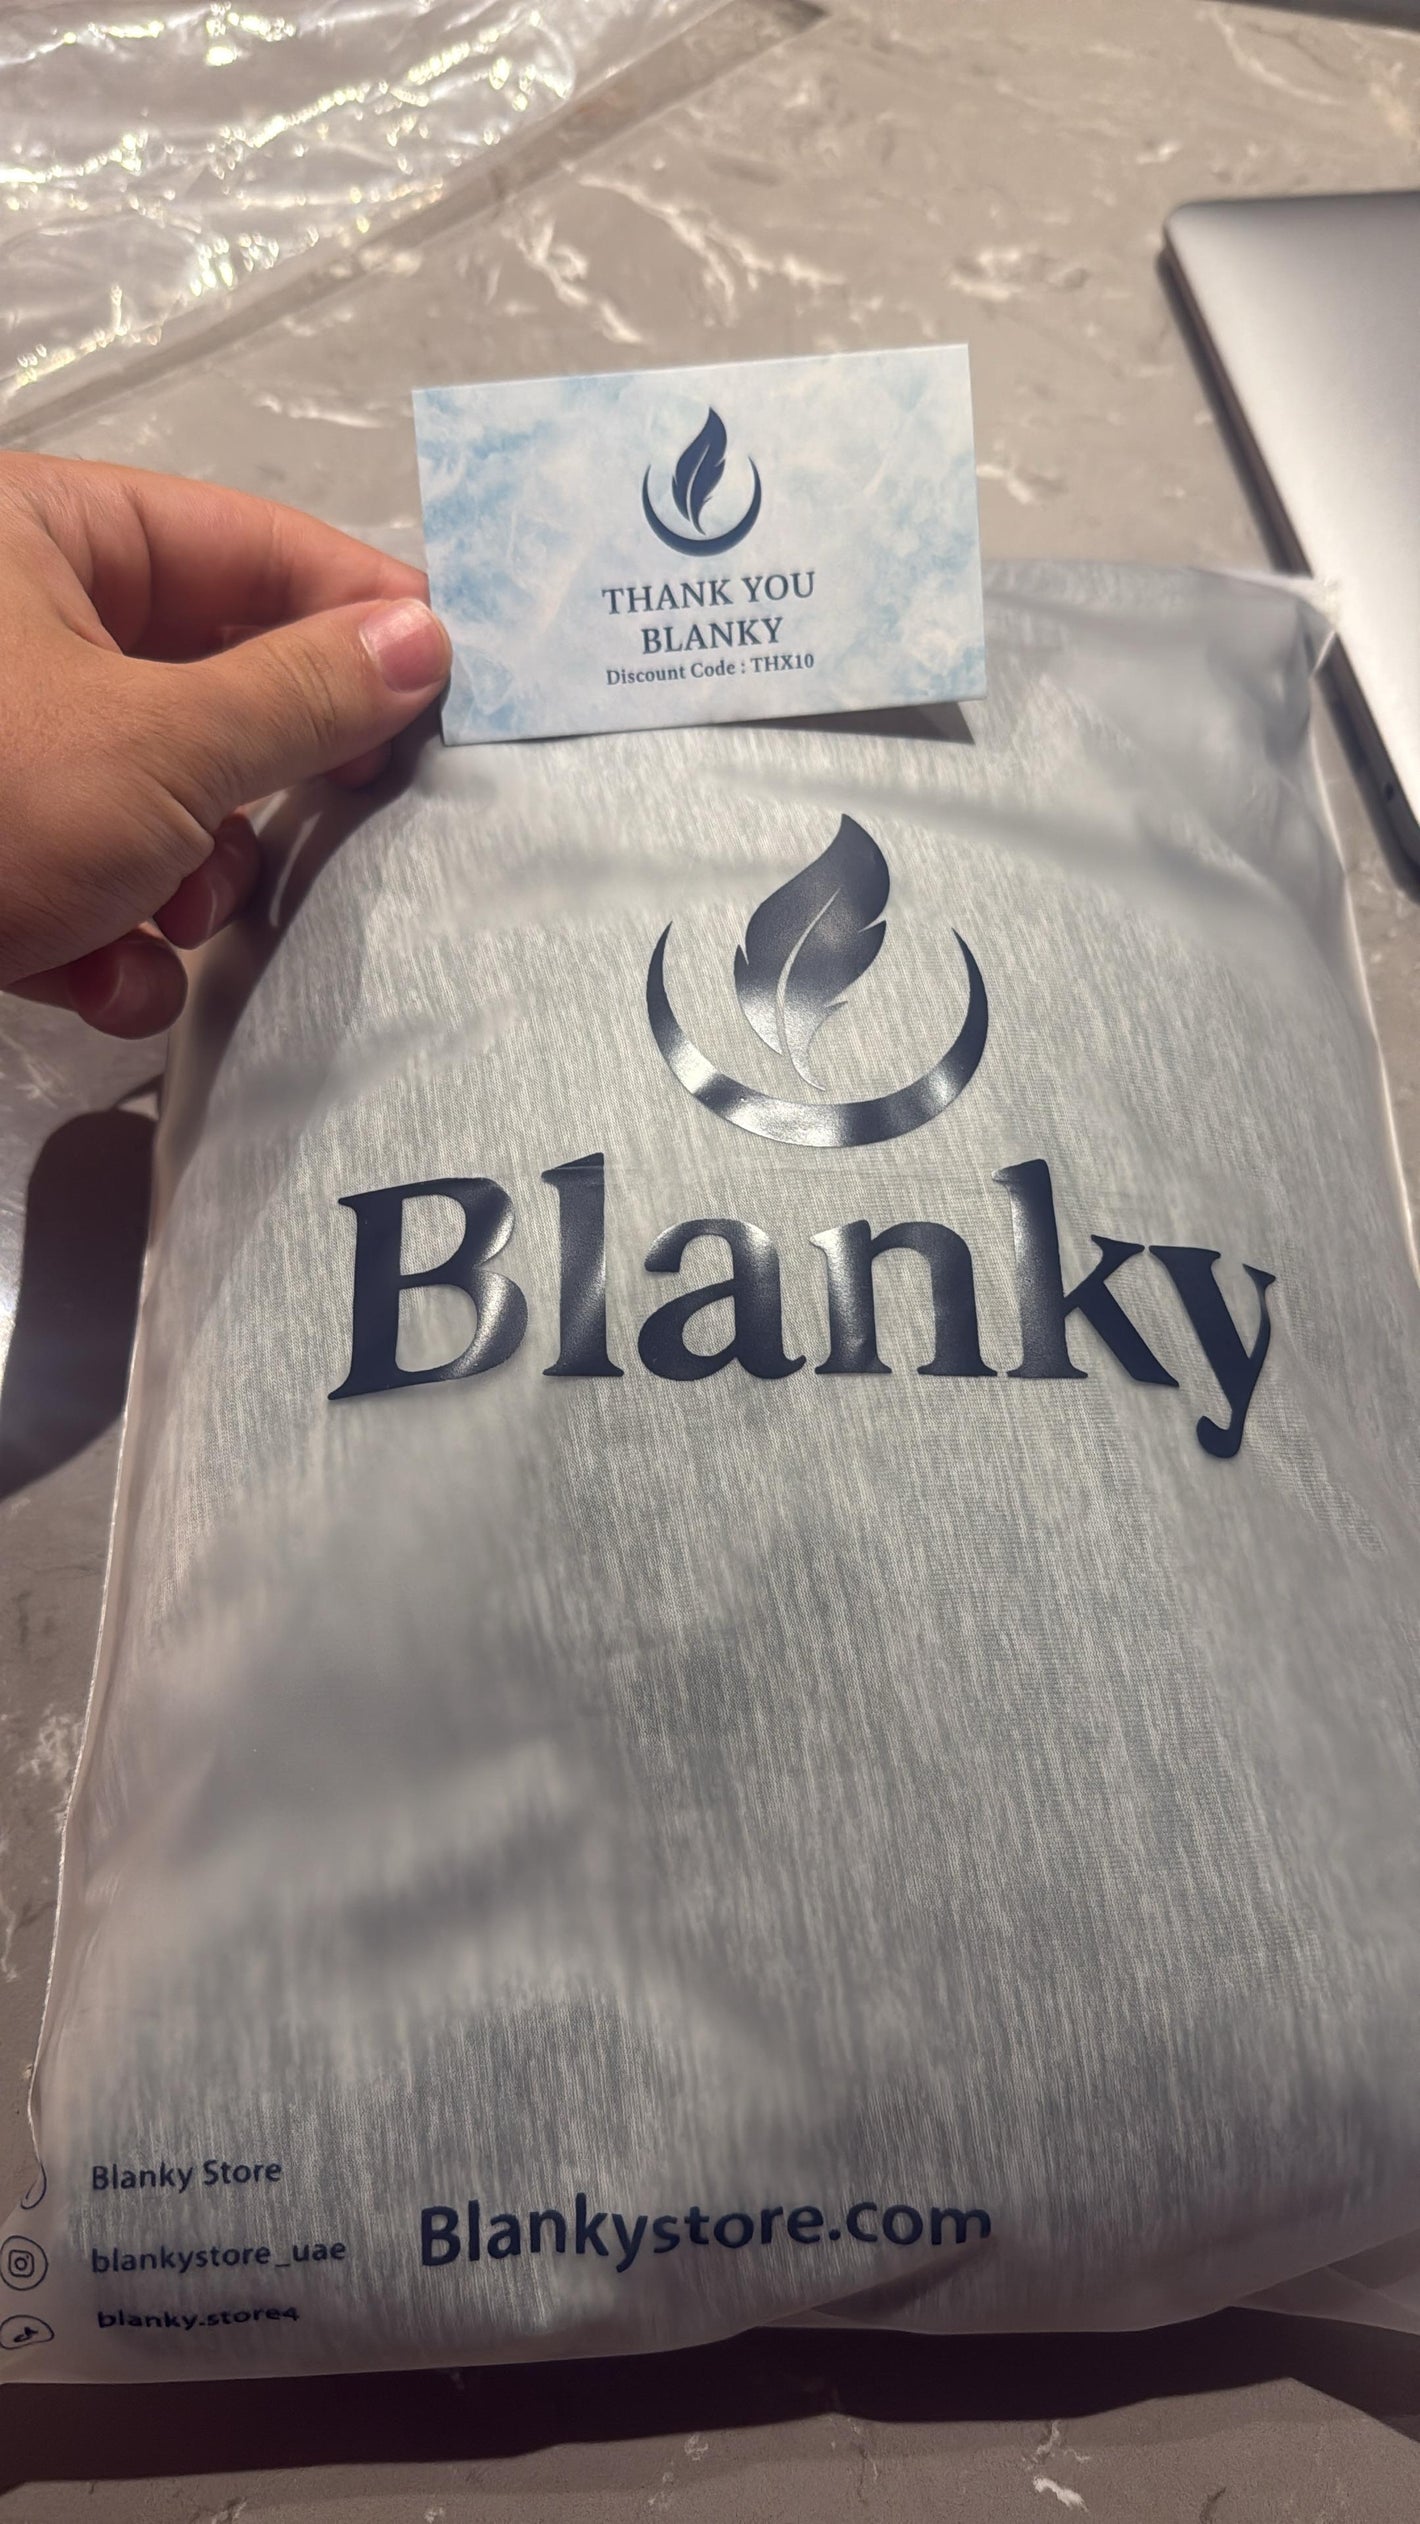 THANK YOU
BLANKY
Discount Code : THX10
Blanky
Blanky Store
blankystore_uae
blanky.store4
Blankystore.com